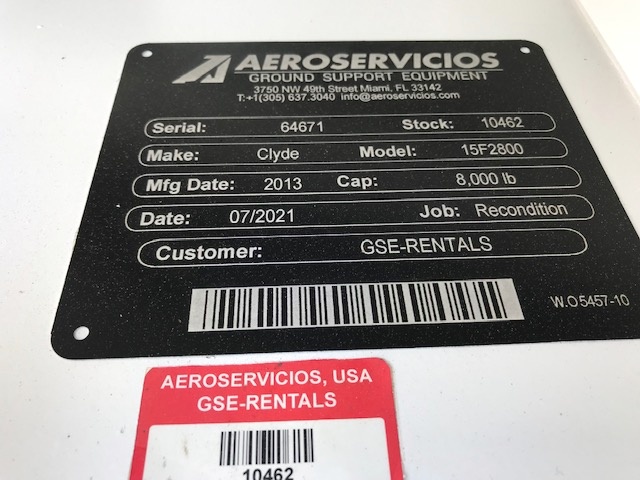 AEROSERVICIOS
GROUND SUPPORT EQUIPMENT
3750 NW 49th Street Miami, FL 33142
T:+1(305) 637.3040 info@aeroservicios.com
Serial: 64671 Stock: 10462
Make: Clyde Model: 15F2800
Mfg Date: 2013 Cap: 8,000 lb
Date: 07/2021 Job: Recondition
Customer: GSE-RENTALS
W.O5457-10
AEROSERVICIOS, USA
GSE-RENTALS
10462